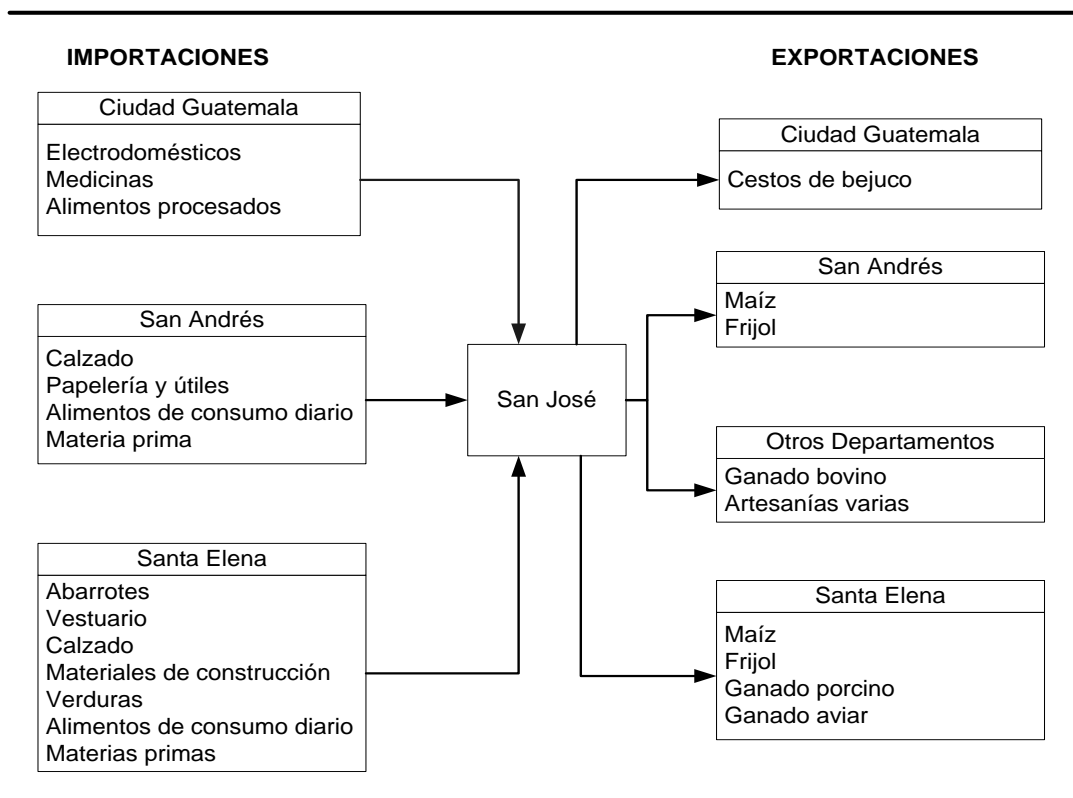 IMPORTACIONES
EXPORTACIONES
Ciudad Guatemala
Electrodomésticos
Medicinas
Alimentos procesados
San Andrés
Calzado
Papelería y útiles
Alimentos de consumo diario
Materia prima
Santa Elena
Abarrotes
Vestuario
Calzado
Materiales de construcción
Verduras
Alimentos de consumo diario
Materias primas
San José
Ciudad Guatemala
Cestos de bejuco
San Andrés
Maíz
Frijol
Otros Departamentos
Ganado bovino
Artesanías varias
Santa Elena
Maíz
Frijol
Ganado porcino
Ganado aviar